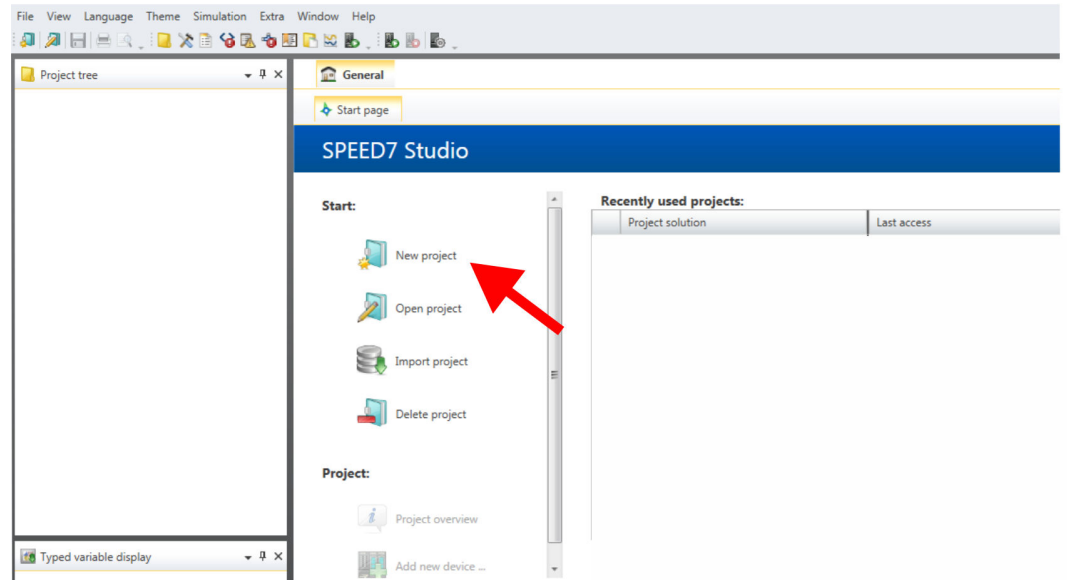 File View Language Theme Simulation Extra Window Help
Project tree
General
Start page
SPEED7 Studio
Start:
New project
Open project
Import project
Delete project
Project:
Project overview
Add new device ...
Recently used projects:
Project solution Last access
Typed variable display